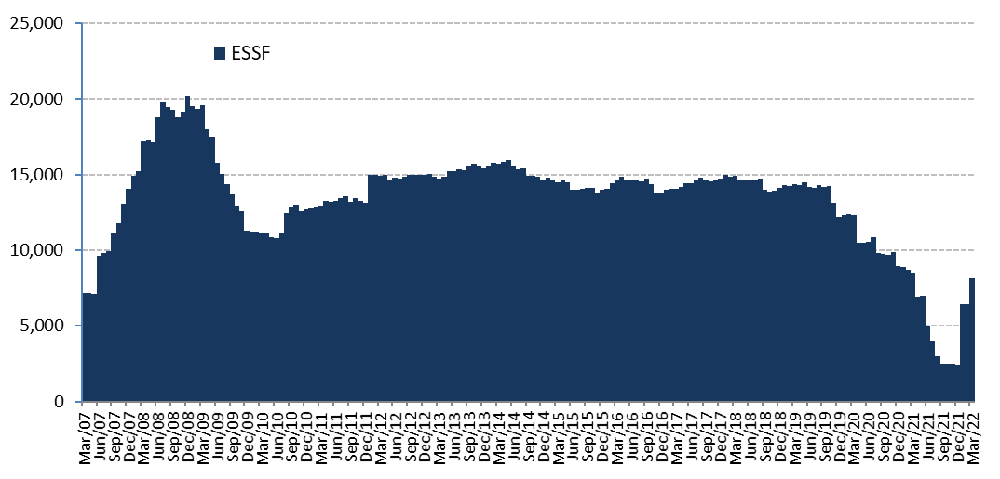 25,000
ESSF
20,000
15,000
10,000
5,000
0
Mar/07
Jun/07
Sep/07
Dec/07
Mar/08
Jun/08
Sep/08
Dec/08
Mar/09
Jun/09
Sep/09
Dec/09
Mar/10
Jun/10
Sep/10
Dec/10
Mar/11
Jun/11
Sep/11
Dec/11
Mar/12
Jun/12
Sep/12
Dec/12
Mar/13
Jun/13
Sep/13
Dec/13
Mar/14
Jun/14
Sep/14
Dec/14
Mar/15
Jun/15
Sep/15
Dec/15
Mar/16
Jun/16
Sep/16
Dec/16
Mar/17
Jun/17
Sep/17
Dec/17
Mar/18
Jun/18
Sep/18
Dec/18
Mar/19
Jun/19
Sep/19
Dec/19
Mar/20
Jun/20
Sep/20
Dec/20
Mar/21
Jun/21
Sep/21
Dec/21
Mar/22